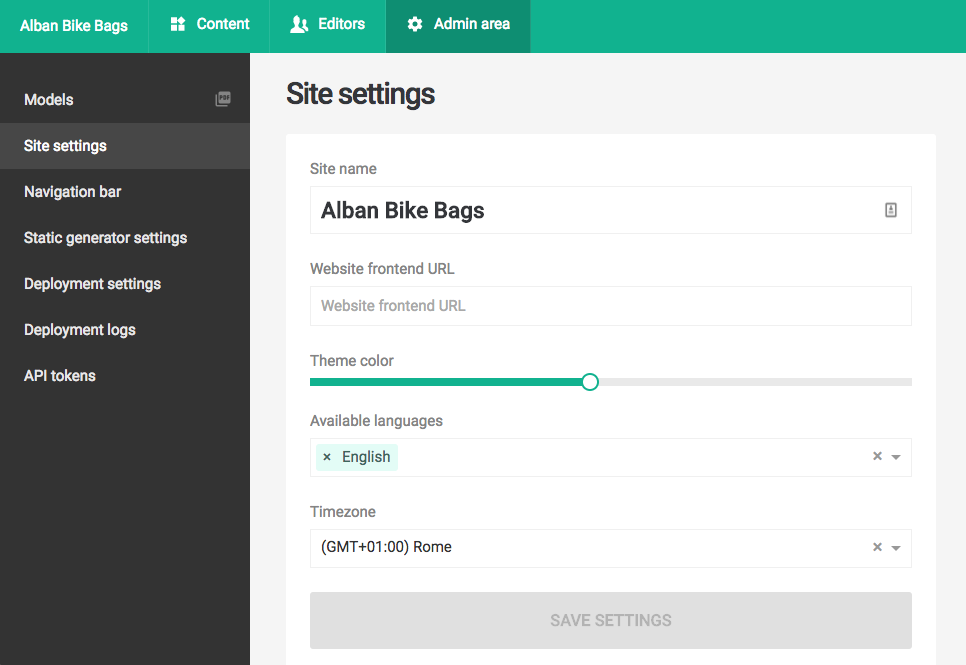 Alban Bike Bags
Content
Editors
Admin area
Models
PDF
Site settings
Navigation bar
Static generator settings
Deployment settings
Deployment logs
API tokens
Site settings
Site name
Alban Bike Bags
Website frontend URL
Website frontend URL
Theme color
Available languages
× English
Timezone
(GMT+01:00) Rome
SAVE SETTINGS